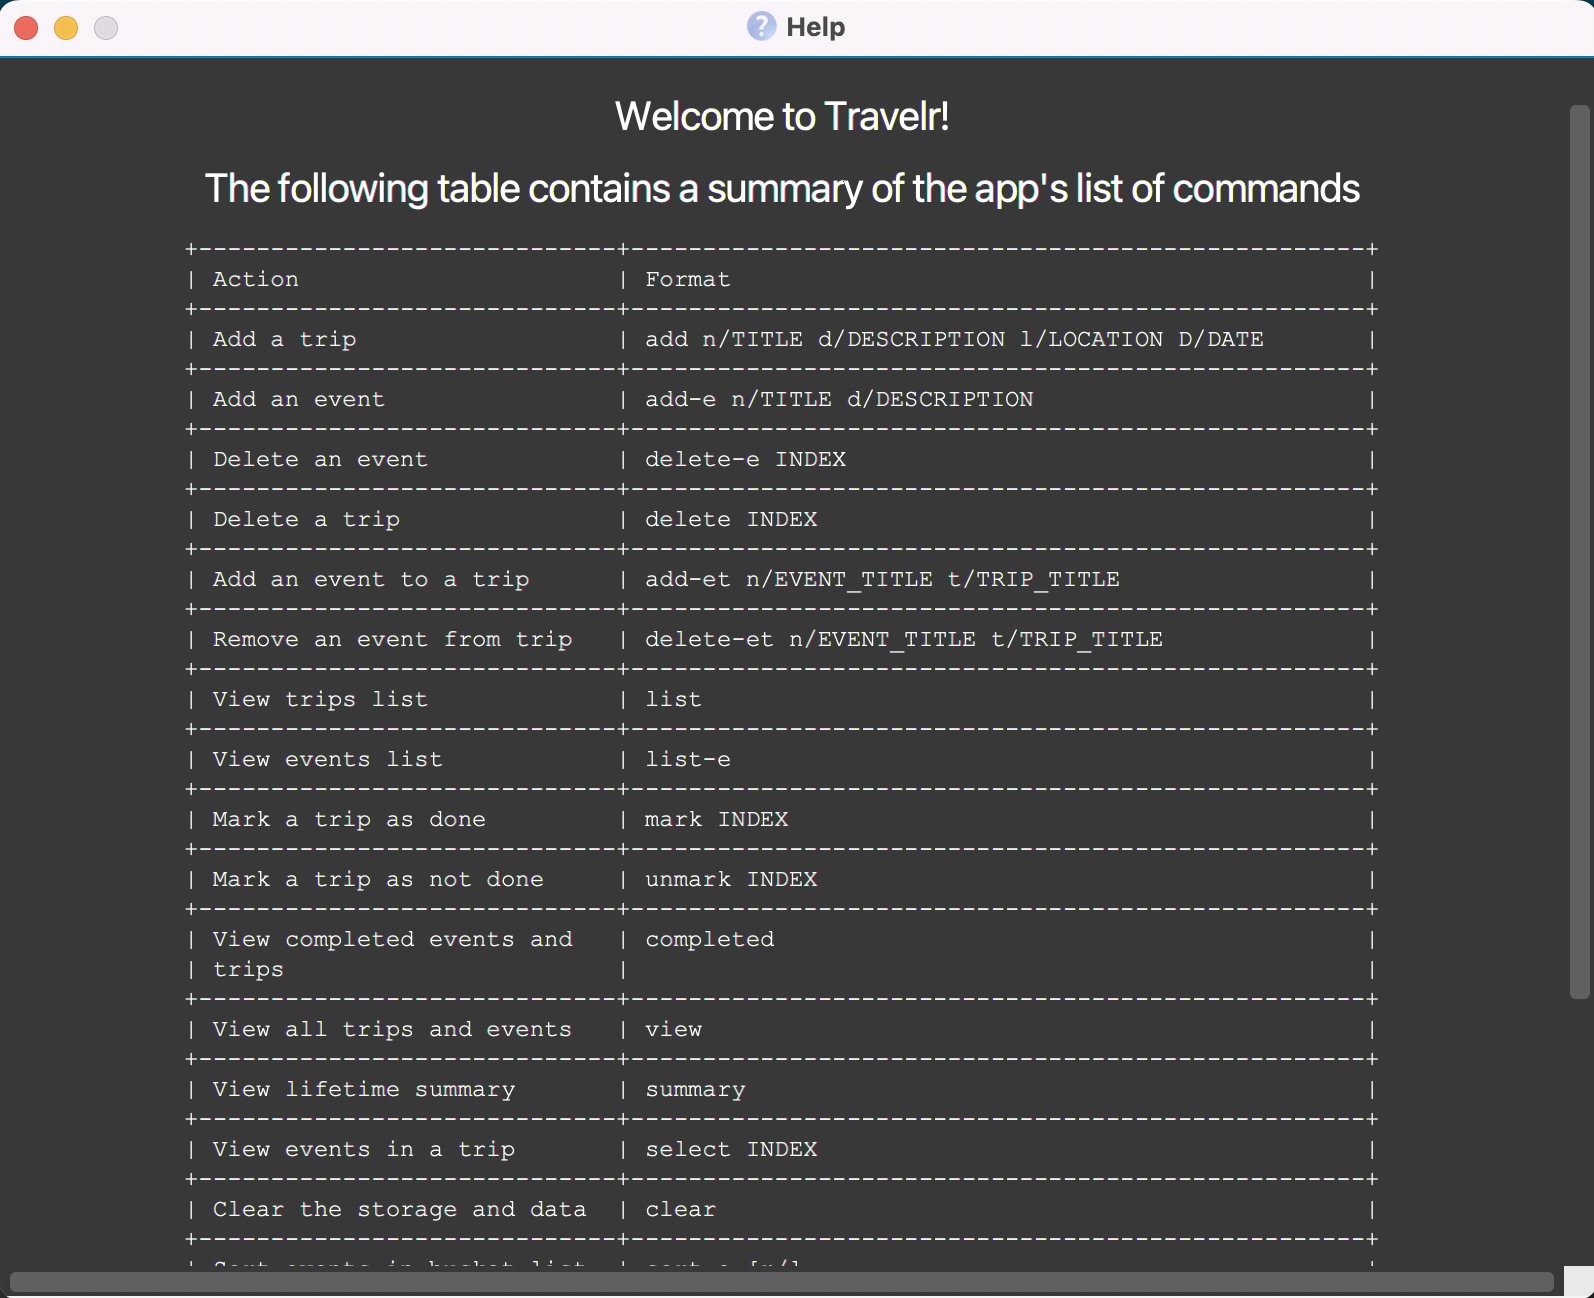 Help
Welcome to Travelr!
The following table contains a summary of the app's list of commands
+-----------------------------+---------------------------------------------------+
| Action                      | Format                                            |
+-----------------------------+---------------------------------------------------+
| Add a trip                  | add n/TITLE d/DESCRIPTION l/LOCATION D/DATE       |
+-----------------------------+---------------------------------------------------+
| Add an event                | add-e n/TITLE d/DESCRIPTION                       |
+-----------------------------+---------------------------------------------------+
| Delete an event             | delete-e INDEX                                    |
+-----------------------------+---------------------------------------------------+
| Delete a trip               | delete INDEX                                      |
+-----------------------------+---------------------------------------------------+
| Add an event to a trip      | add-et n/EVENT_TITLE t/TRIP_TITLE                 |
+-----------------------------+---------------------------------------------------+
| Remove an event from trip   | delete-et n/EVENT_TITLE t/TRIP_TITLE              |
+-----------------------------+---------------------------------------------------+
| View trips list             | list                                              |
+-----------------------------+---------------------------------------------------+
| View events list            | list-e                                            |
+-----------------------------+---------------------------------------------------+
| Mark a trip as done         | mark INDEX                                        |
+-----------------------------+---------------------------------------------------+
| Mark a trip as not done     | unmark INDEX                                      |
+-----------------------------+---------------------------------------------------+
| View completed events and   | completed                                         |
| trips                       |                                                   |
+-----------------------------+---------------------------------------------------+
| View all trips and events   | view                                              |
+-----------------------------+---------------------------------------------------+
| View lifetime summary       | summary                                           |
+-----------------------------+---------------------------------------------------+
| View events in a trip       | select INDEX                                      |
+-----------------------------+---------------------------------------------------+
| Clear the storage and data  | clear                                             |
+-----------------------------+---------------------------------------------------+